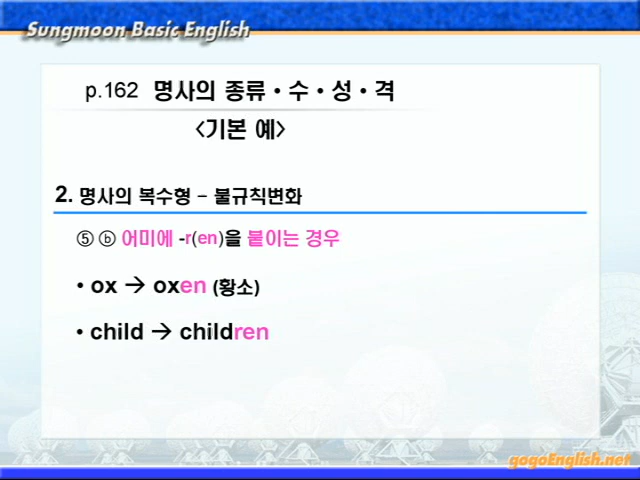 Sungmoon Basic English
p.162 명사의 종류·수·성·격
<기본 예>
2. 명사의 복수형 – 불규칙변화
⑤ ⓑ 어미에 -r(en)을 붙이는 경우
• ox → oxen (황소)
• child → children
gogoEnglish.net